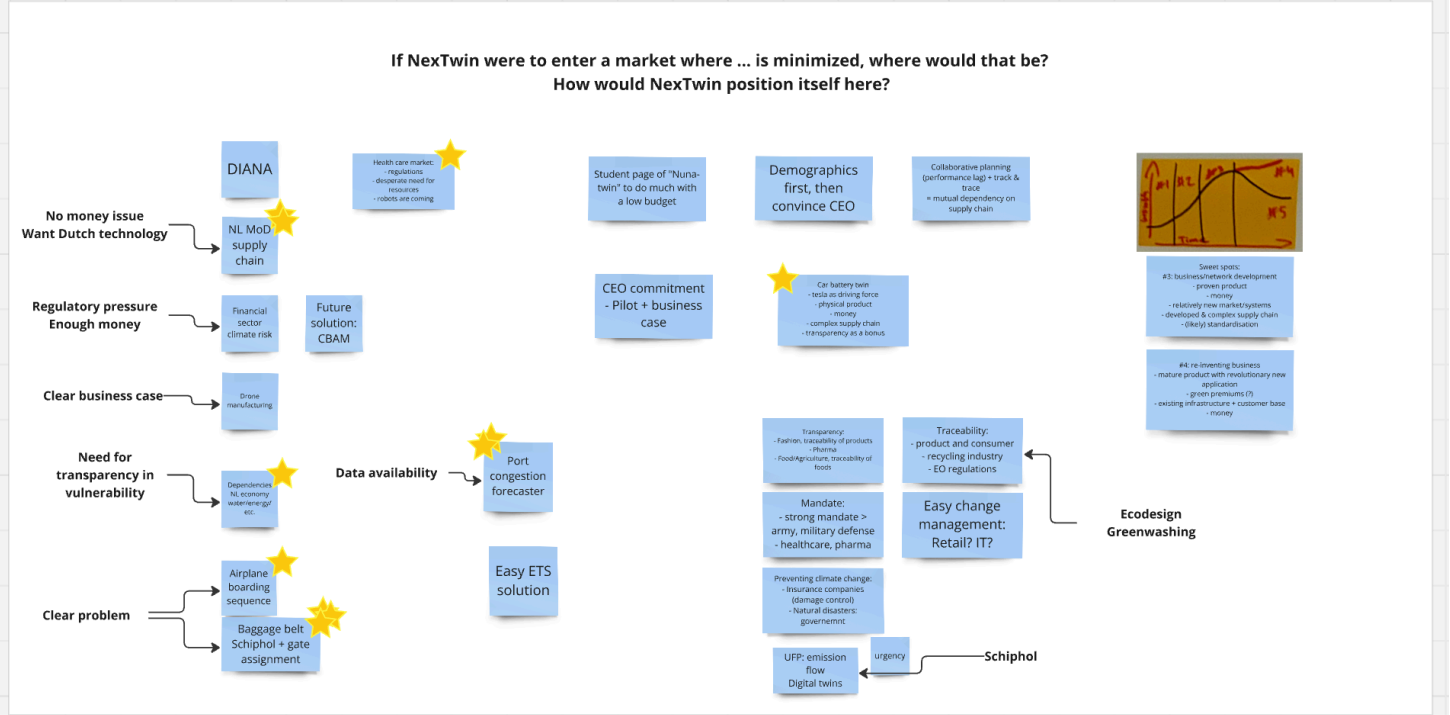 If NexTwin were to enter a market where ... is minimized, where would that be?
How would NexTwin position itself here?
DIANA
Health care market:
- regulations
- desperate need for
resources
- robots are coming
Student page of "Nuna-
twin" to do much with
a low budget
Demographics
first, then
convince CEO
Collaborative planning
(performance lag) + track &
trace
= mutual dependency on
supply chain
#1
#2
#3
#4
#5
Time
No money issue
Want Dutch technology
NL MoD
supply
chain
Regulatory pressure
Enough money
Financial
sector
climate risk
Future
solution:
CBAM
CEO commitment
- Pilot + business
case
Car battery twin
- tesla as driving force
- physical product
- money
- complex supply chain
- transparency as a bonus
Sweet spots:
#3: business/network development
- proven product
- money
- relatively new market/systems
- developed & complex supply chain
- (likely) standardisation
#4: re-inventing business
- mature product with revolutionary new
application
- green premiums (?)
- existing infrastructure + customer base
- money
Clear business case
Drone
manufacturing
Need for
transparency in
vulnerability
Dependencies
NL economy
water/energy/
etc.
Data availability
Port
congestion
forecaster
Easy ETS
solution
Transparency:
- Fashion, traceability of products
- Pharma
- Food/Agriculture, traceability of
foods
Traceability:
- product and consumer
- recycling industry
- EO regulations
Mandate:
- strong mandate >
army, military defense
- healthcare, pharma
Easy change
management:
Retail? IT?
Ecodesign
Greenwashing
Preventing climate change:
- Insurance companies
(damage control)
- Natural disasters:
governemnt
Clear problem
Airplane
boarding
sequence
Baggage belt
Schiphol + gate
assignment
UFP: emission
flow
Digital twins
urgency
Schiphol